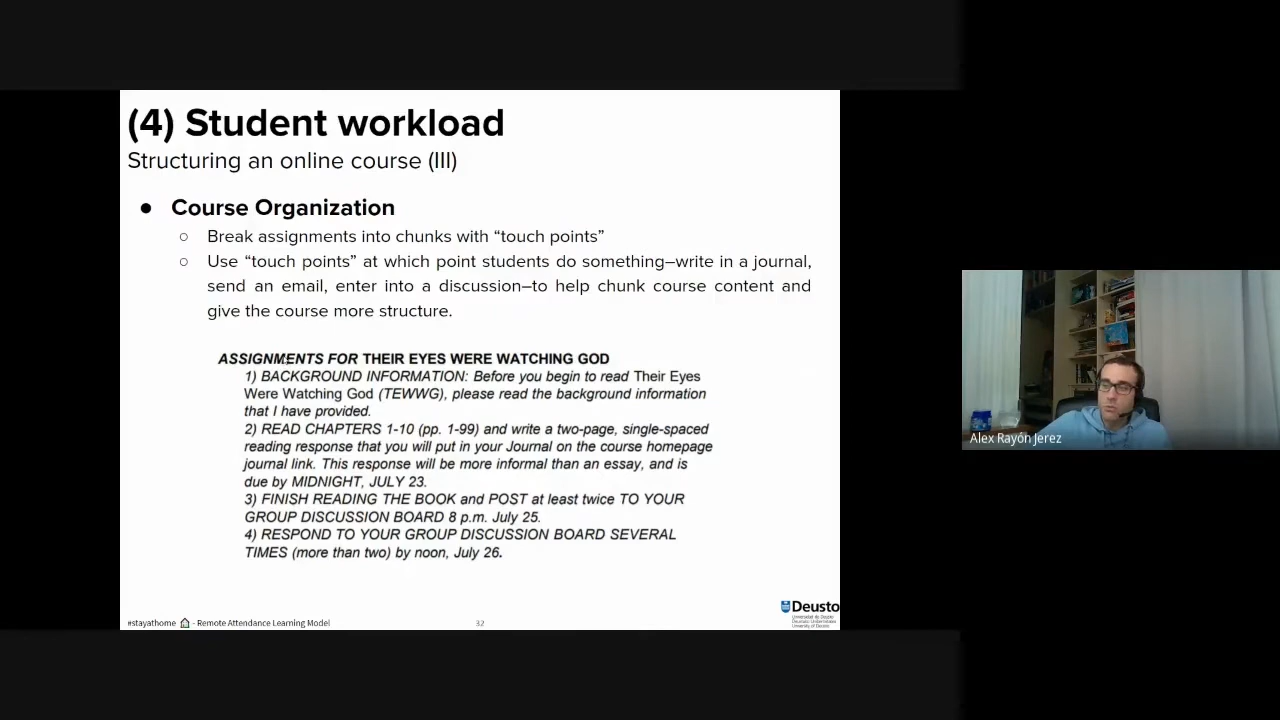 (4) Student workload
Structuring an online course (III)
● Course Organization
○ Break assignments into chunks with “touch points”
○ Use “touch points” at which point students do something–write in a journal,
send an email, enter into a discussion–to help chunk course content and
give the course more structure.
ASSIGNMENTS FOR THEIR EYES WERE WATCHING GOD
1) BACKGROUND INFORMATION: Before you begin to read Their Eyes
Were Watching God (TEWWG), please read the background information
that I have provided.
2) READ CHAPTERS 1-10 (pp. 1-99) and write a two-page, single-spaced
reading response that you will put in your Journal on the course homepage
journal link. This response will be more informal than an essay, and is
due by MIDNIGHT, JULY 23.
3) FINISH READING THE BOOK and POST at least twice TO YOUR
GROUP DISCUSSION BOARD 8 p.m. July 25.
4) RESPOND TO YOUR GROUP DISCUSSION BOARD SEVERAL
TIMES (more than two) by noon, July 26.
Alex Rayón Jerez
Deusto
Universidad de Deusto
Deustuko Unibertsitatea
University of Deusto
#stayathome - Remote Attendance Learning Model
32